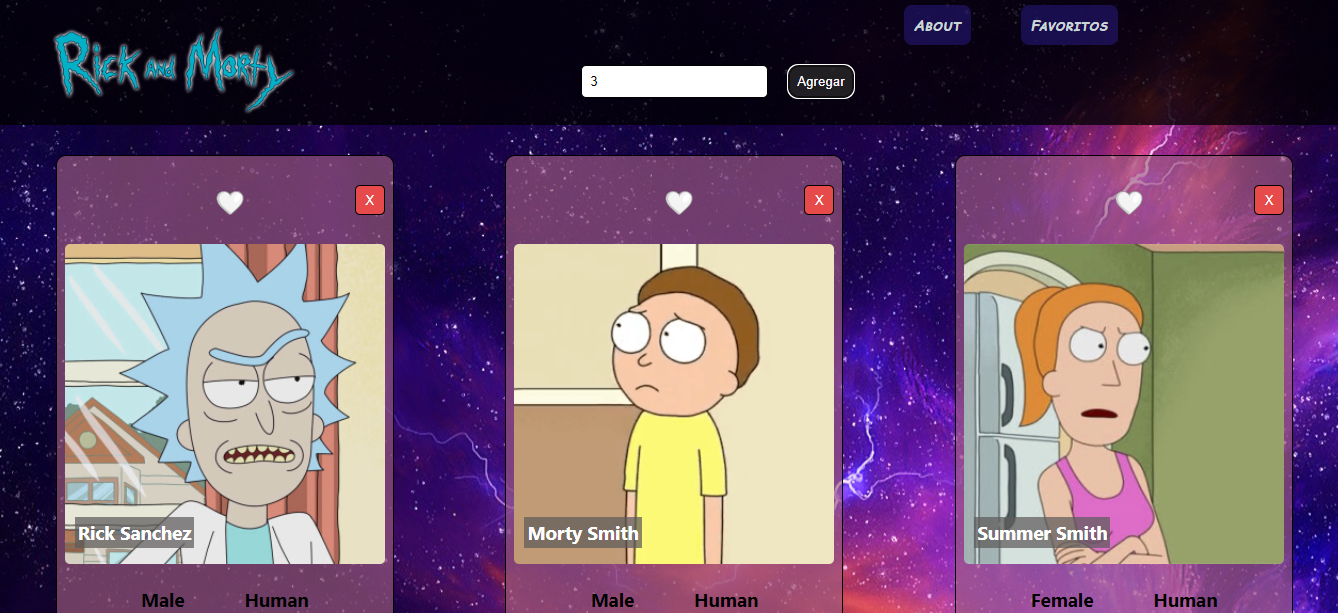 About
Favoritos
Rick and Morty
3
Agregar
X
X
X
Rick Sanchez
Morty Smith
Summer Smith
Male Human
Male Human
Female Human